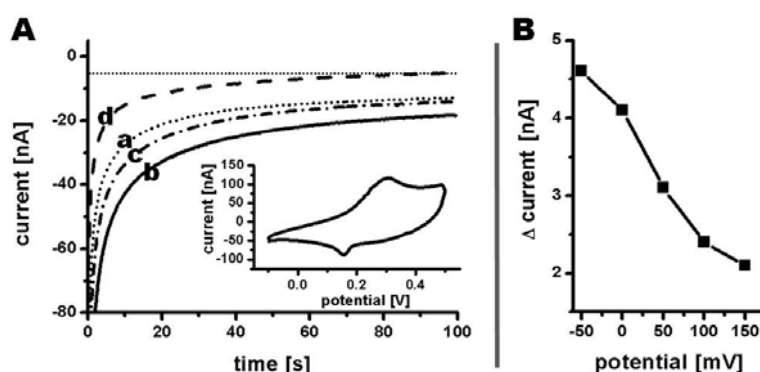 A
B
0
-20
-40
-60
-80
current [nA]
d
a
c
b
0
20
40
60
80
100
time [s]
150
100
50
0
-50
-100
current [nA]
0.0
0.2
0.4
potential [V]
5
4
3
2
Δ current [nA]
-50
0
50
100
150
potential [mV]